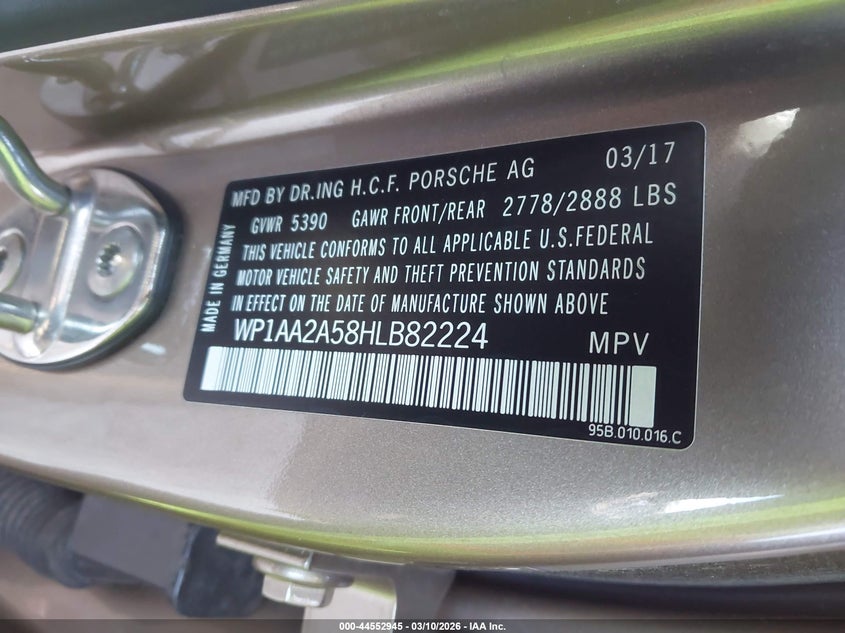 MFD BY DR.ING H.C.F. PORSCHE AG 03/17
GVWR 5390 GAWR FRONT/REAR 2778/2888 LBS
THIS VEHICLE CONFORMS TO ALL APPLICABLE U.S.FEDERAL
MOTOR VEHICLE SAFETY AND THEFT PREVENTION STANDARDS
IN EFFECT ON THE DATE OF MANUFACTURE SHOWN ABOVE
MADE IN GERMANY
WP1AA2A58HLB82224 MPV
95B.010.016.C
000-44552945 - 03/10/2026 - IAA Inc.